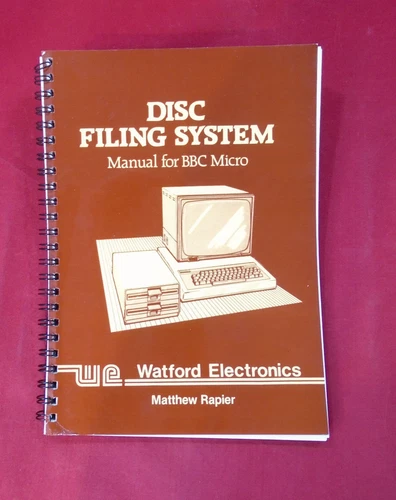 DISC
FILING SYSTEM
Manual for BBC Micro
we Watford Electronics
Matthew Rapier